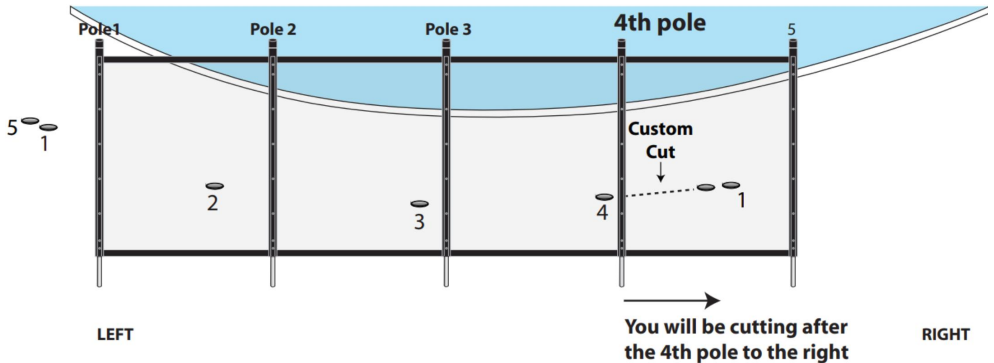 Pole1 Pole 2 Pole 3 4th pole 5
5
1
Custom
Cut
2
3
4
1
You will be cutting after
the 4th pole to the right
LEFT
RIGHT